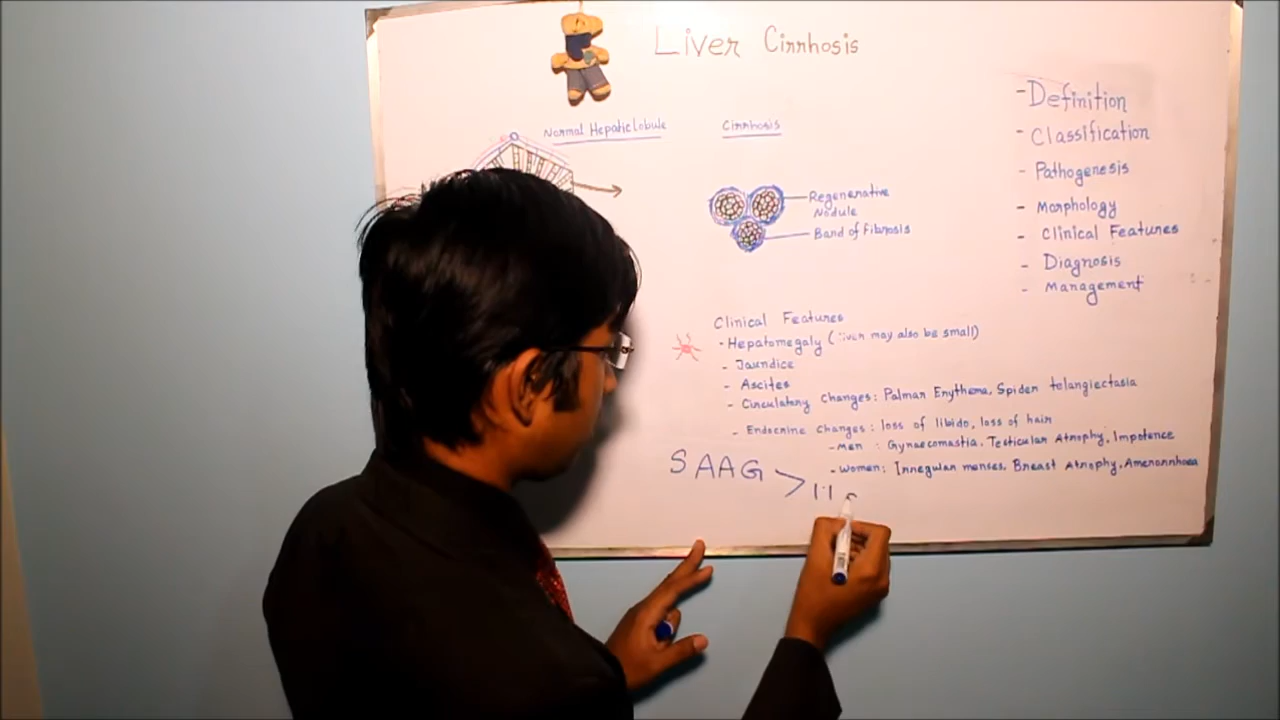 Liver Cirrhosis
Normal Hepatic Lobule
Cirrhosis
Regenerative
Nodule
Band of Fibrosis
- Definition
- Classification
- Pathogenesis
- Morphology
- Clinical Features
- Diagnosis
- Management
Clinical Features
- Hepatomegaly (liver may also be small)
- Jaundice
- Ascites
- Circulatory Changes: Palmar Erythema, Spider telangiectasia
- Endocrine Changes: loss of libido, loss of hair
- Men : Gynaecomastia, Testicular Atrophy, Impotence
- Women: Irregular menses, Breast Atrophy, Amenorrhoea
SAAG > 1.1